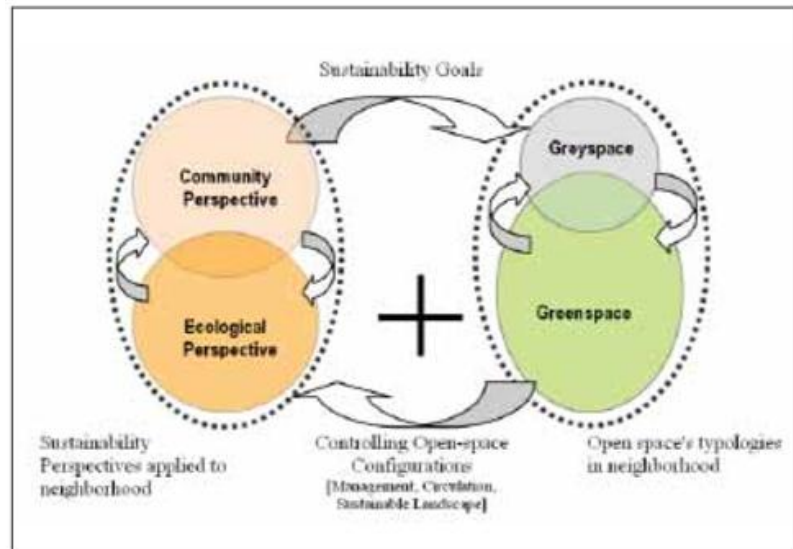 Sustainability Goals
Greyspace
Community
Perspective
Greenspace
Ecological
Perspective
Sustainability
Perspectives applied to
neighborhood
Controlling Open-space
Configurations
[Management, Circulation,
Sustainable Landscape]
Open space's typologies
in neighborhood